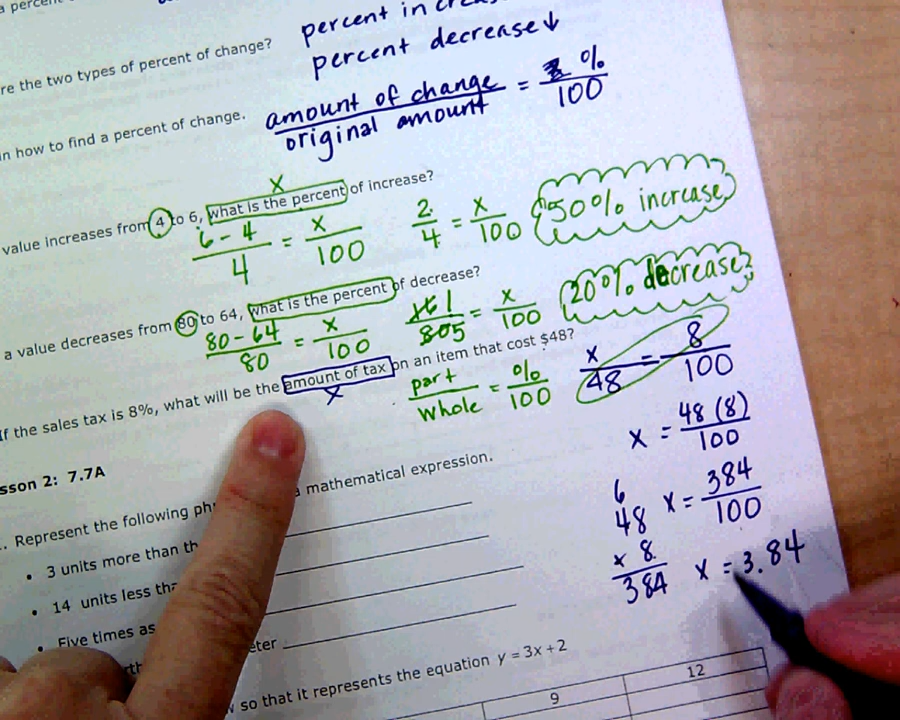 a percent
percent in
re the two types of percent of change?
percent decrease↓
n how to find a percent of change.
amount of change / original amount = % / 100
x
value increases from 4 to 6, what is the percent of increase?
6 - 4 / 4 = x / 100
2 / 4 = x / 100
50% increase
a value decreases from 80 to 64, what is the percent of decrease?
80 - 64 / 80 = x / 100
161 / 805 = x / 100
20% decrease
If the sales tax is 8%, what will be the amount of tax on an item that cost $48?
x
part / whole = % / 100
x / 48 = 8 / 100
x = 48 (8) / 100
x = 384 / 100
6
48
x 8
384
x = 3.84
sson 2: 7.7A
. Represent the following ph
mathematical expression.
• 3 units more than th
• 14 units less tha
• Five times as
eter
so that it represents the equation y = 3x + 2
9 12